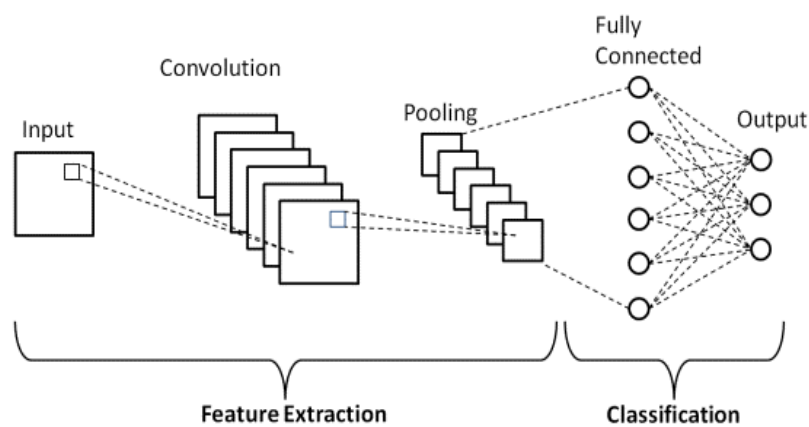 Input
Convolution
Pooling
Fully
Connected
Output
Feature Extraction
Classification